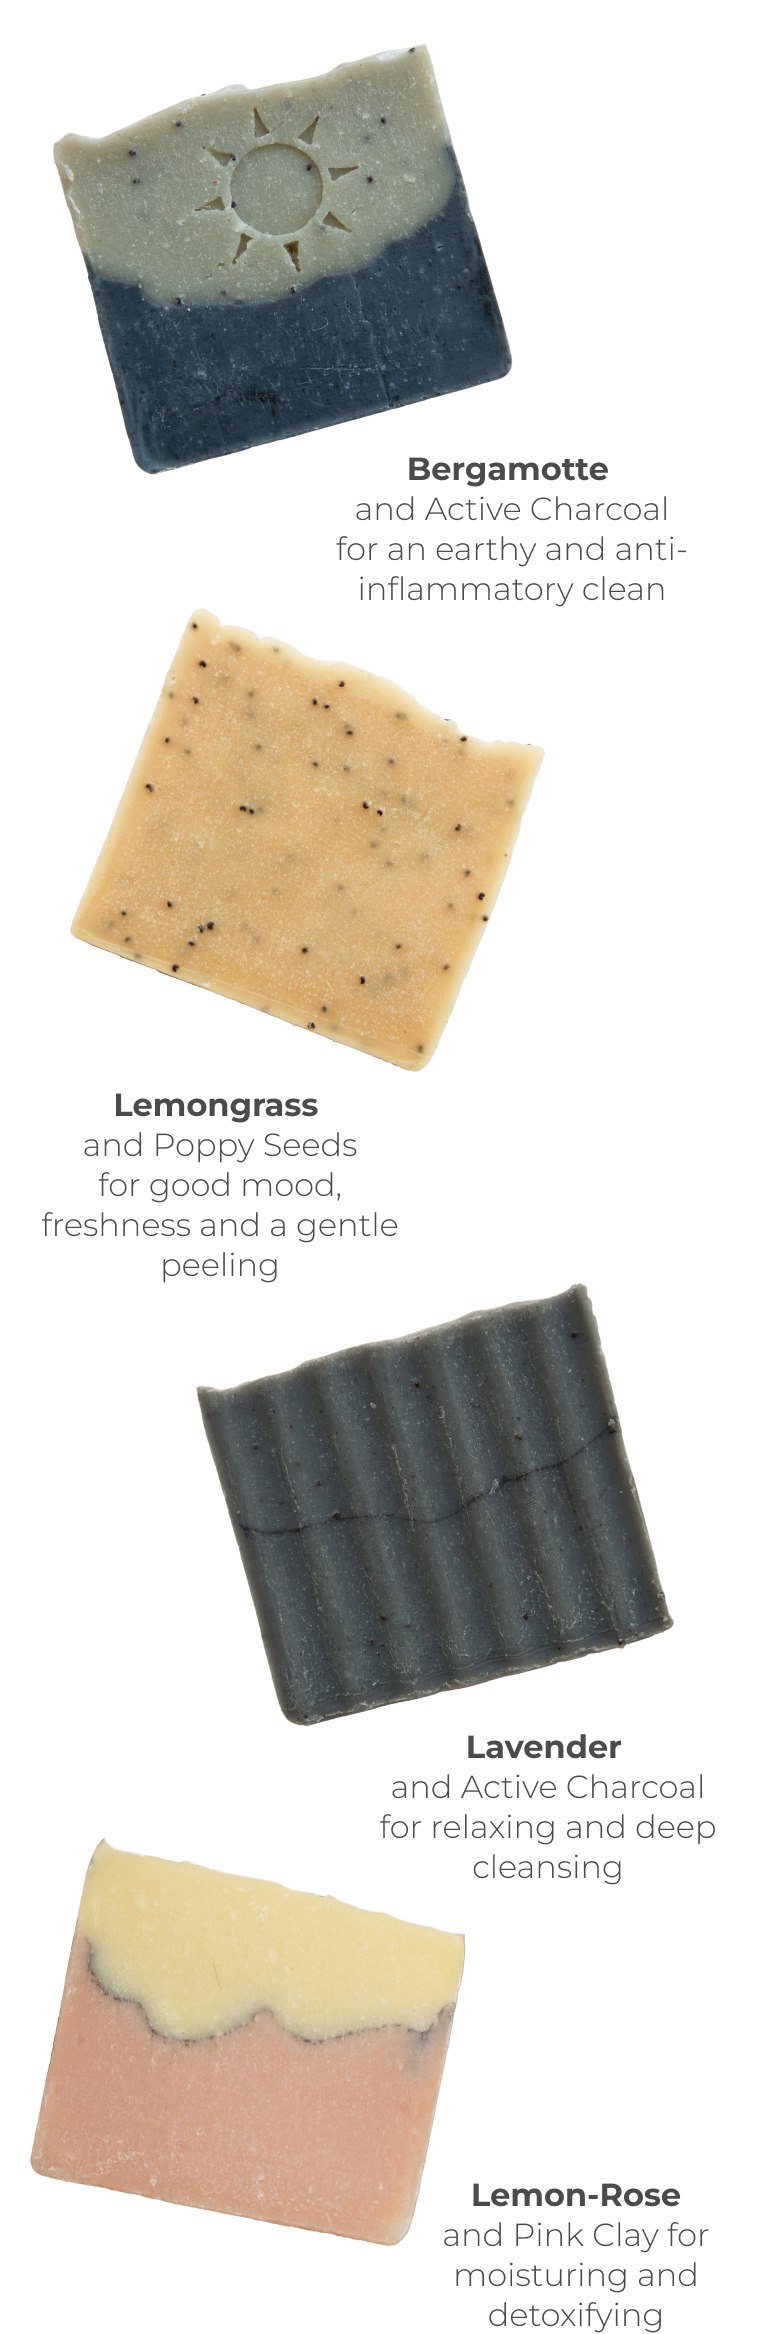 Bergamotte
and Active Charcoal
for an earthy and anti-
inflammatory clean
Lemongrass
and Poppy Seeds
for good mood,
freshness and a gentle
peeling
Lavender
and Active Charcoal
for relaxing and deep
cleansing
Lemon-Rose
and Pink Clay for
moisturing and
detoxifying